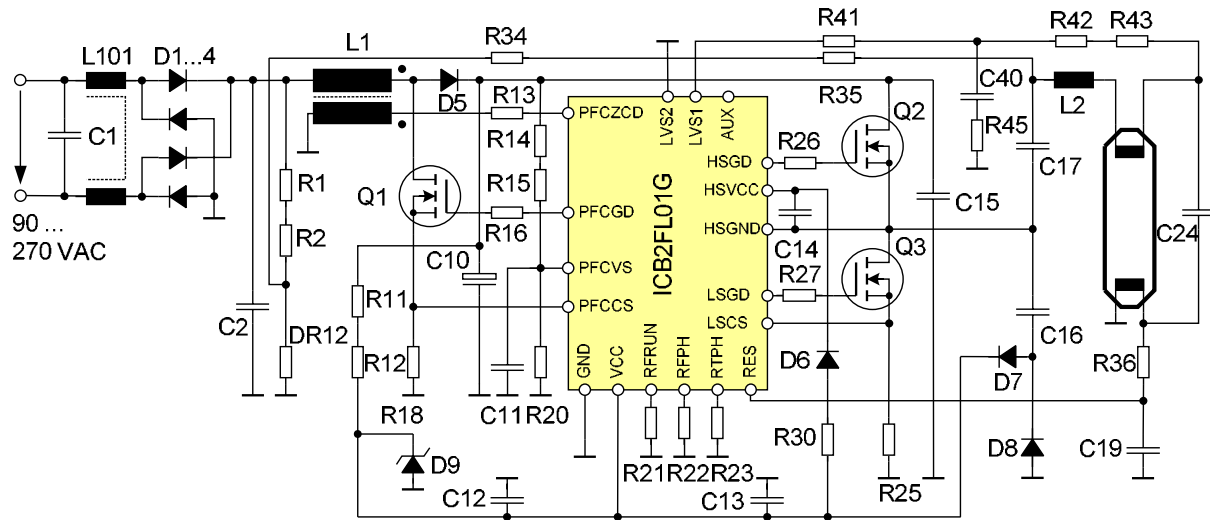 R41
R42
R43
R34
L1
L101
D1...4
D5
R13
R35
C40
L2
Q2
R14
PFCZCD
LVS2
LVS1
AUX
C1
R45
R26
HSGD
C17
R1
R15
HSVCC
Q1
PFCGD
C15
90 ...
270 VAC
R2
R16
ICB2FL01G
HSGND
C14
C24
C10
Q3
PFCVS
R27
LSGD
R11
PFCCS
C2
DR12
LSCS
C16
R12
D6
D7
R36
GND
VCC
RFRUN
RFPH
RTPH
RES
R18
C11
R20
R30
D8
C19
D9
R21
R22
R23
R25
C12
C13